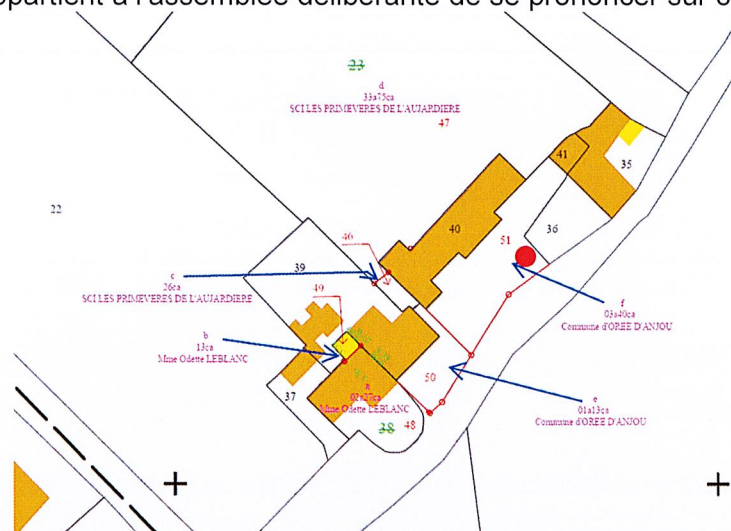 appartient à l'assemblée délibérante de se prononcer sur
23
d
33a75ca
SCI LES PRIMEVERES DE L'AUJARDIERE
47
41
35
22
40
36
46
51
39
c
26ca
SCI LES PRIMEVERES DE L'AUJARDIERE
49
f
03a40ca
Commune d'OREE D'ANJOU
b
13ca
Mme Odette LEBLANC
50
a
02a27ca
Mme Odette LEBLANC
37
e
01a13ca
Commune d'OREE D'ANJOU
38
48